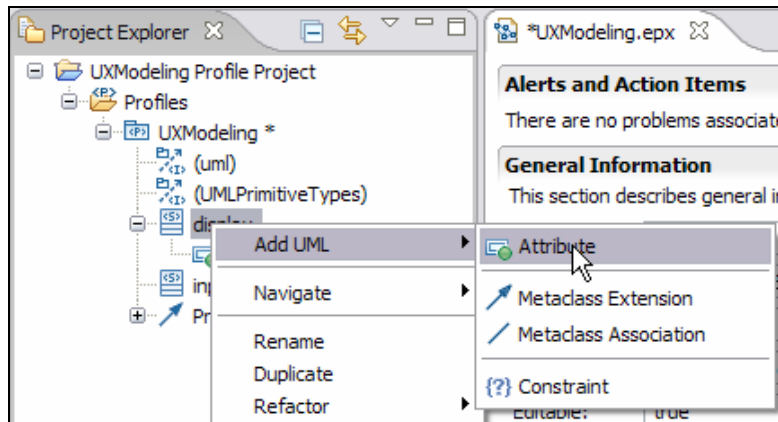 Project Explorer
*UXModeling.epx
UXModeling Profile Project
Profiles
UXModeling *
(uml)
(UMLPrimitiveTypes)
Alerts and Action Items
There are no problems
General Information
This section describes general
Add UML
Navigate
Rename
Duplicate
Refactor
Attribute
Metaclass Extension
Metaclass Association
{?} Constraint
Editable: true